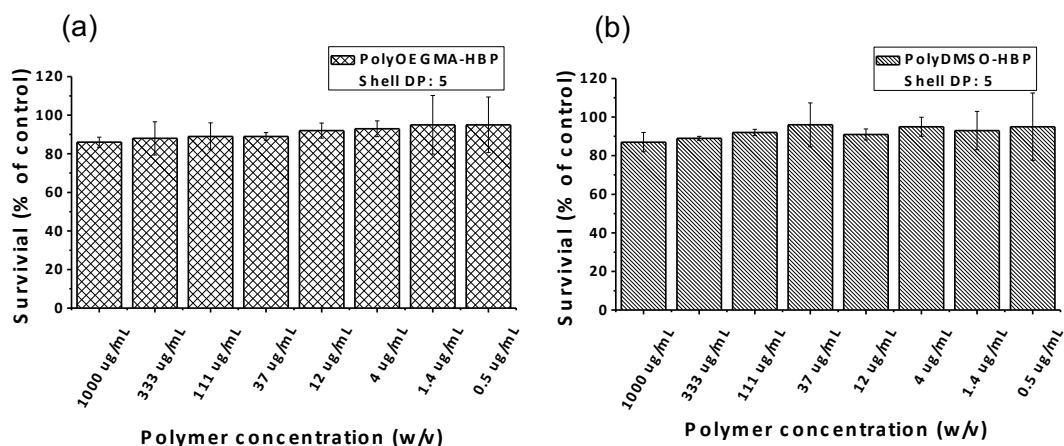 (a)
PolyOEGMA-HBP
Shell DP: 5
120
100
80
60
40
20
0
Survivial (% of control)
1000 ug/mL
333 ug/mL
111 ug/mL
37 ug/mL
12 ug/mL
4 ug/mL
1.4 ug/mL
0.5 ug/mL
Polymer concentration (w/v)
(b)
PolyDMSO-HBP
Shell DP: 5
120
100
80
60
40
20
0
Survivial (% of control)
1000 ug/mL
333 ug/mL
111 ug/mL
37 ug/mL
12 ug/mL
4 ug/mL
1.4 ug/mL
0.5 ug/mL
Polymer concentration (w/v)